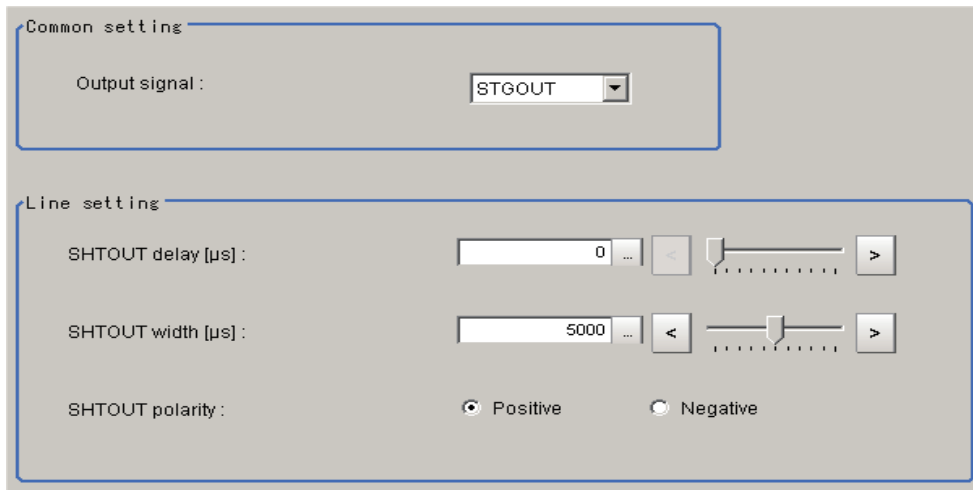 Common setting
Output signal : STGOUT
Line setting
SHTOUT delay [µs] : 0 ... < >
SHTOUT width [µs] : 5000 ... < >
SHTOUT polarity : Positive Negative